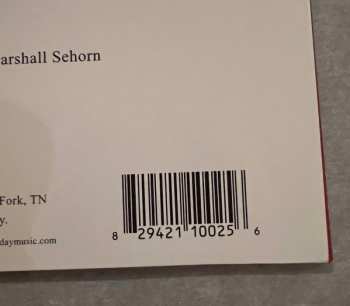 arshall Sehorn
Fork, TN
y.
daymusic.com
8 29421 10025 6